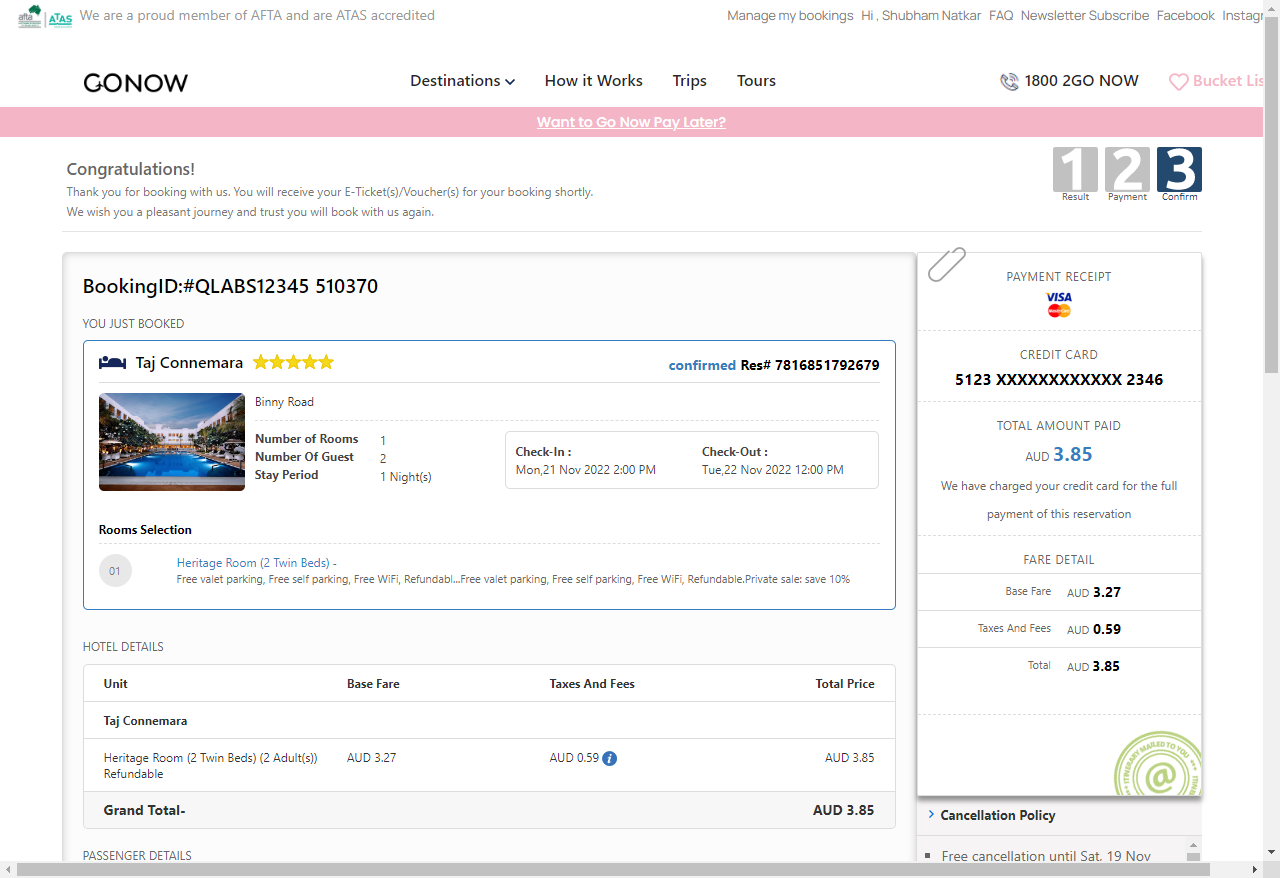 afta ATAS We are a proud member of AFTA and are ATAS accredited
Manage my bookings Hi , Shubham Natkar FAQ Newsletter Subscribe Facebook Instagr
GONOW
Destinations How it Works Trips Tours
1800 2GO NOW Bucket Lis
Want to Go Now Pay Later?
Congratulations!
Thank you for booking with us. You will receive your E-Ticket(s)/Voucher(s) for your booking shortly.
We wish you a pleasant journey and trust you will book with us again.
1 2 3
Result Payment Confirm
BookingID:#QLABS12345 510370
YOU JUST BOOKED
Taj Connemara
confirmed Res# 7816851792679
Binny Road
Number of Rooms 1
Number Of Guest 2
Stay Period 1 Night(s)
Check-In : Check-Out :
Mon,21 Nov 2022 2:00 PM Tue,22 Nov 2022 12:00 PM
Rooms Selection
01
Heritage Room (2 Twin Beds) -
Free valet parking, Free self parking, Free WiFi, Refundabl...Free valet parking, Free self parking, Free WiFi, Refundable.Private sale: save 10%
HOTEL DETAILS
Unit Base Fare Taxes And Fees Total Price
Taj Connemara
Heritage Room (2 Twin Beds) (2 Adult(s)) AUD 3.27 AUD 0.59 i AUD 3.85
Refundable
Grand Total- AUD 3.85
PASSENGER DETAILS
PAYMENT RECEIPT
VISA
CREDIT CARD
5123 XXXXXXXXXXXX 2346
TOTAL AMOUNT PAID
AUD 3.85
We have charged your credit card for the full
payment of this reservation
FARE DETAIL
Base Fare AUD 3.27
Taxes And Fees AUD 0.59
Total AUD 3.85
ITINERARY MAILED TO YOU
@
Cancellation Policy
Free cancellation until Sat, 19 Nov